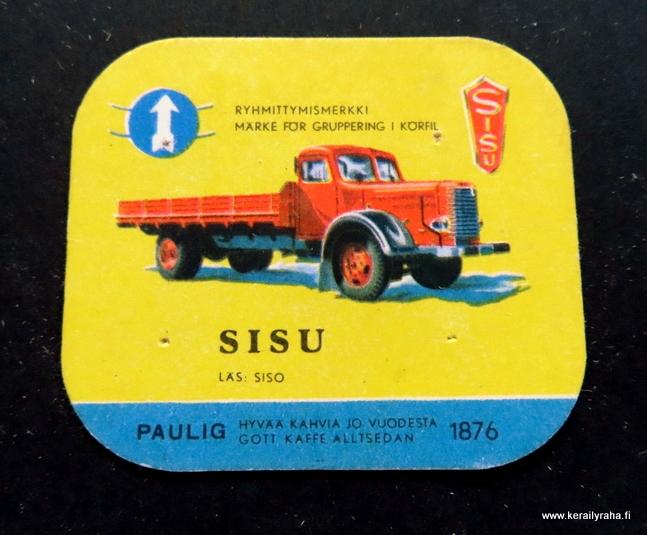 RYHMITTYMISMERKKI
MÄRKE FÖR GRUPPERING I KÖRFIL
SISU
SISU
LÄS: SISO
PAULIG HYVÄÄ KAHVIA JO VUODESTA 1876
GOTT KAFFE ALLTSEDAN
www.kerailyraha.fi